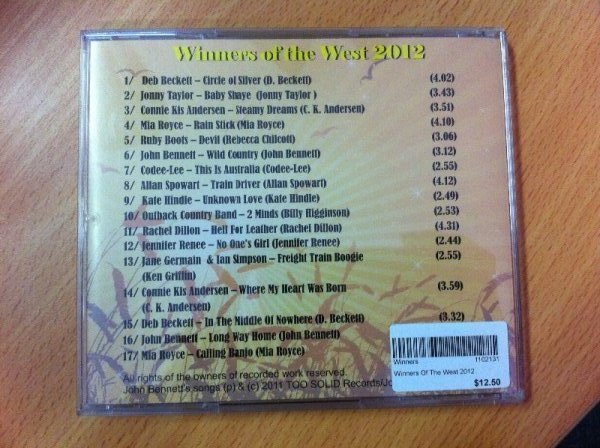 Winners of the West 2012
1/ Deb Beckett – Circle of Silver (D. Beckett) (4.02)
2/ Jonny Taylor – Baby Shaye (Jonny Taylor ) (3.43)
3/ Connie Kis Andersen – Steamy Dreams (C. K. Andersen) (3.51)
4/ Mia Royce – Rain Stick (Mia Royce) (4.10)
5/ Ruby Boots – Devil (Rebecca Chilcott) (3.06)
6/ John Bennett – Wild Country (John Bennett) (3.12)
7/ Codee-Lee – This Is Australia (Codee-Lee) (2.55)
8/ Allan Spowart – Train Driver (Allan Spowart) (4.12)
9/ Kate Hindle – Unknown Love (Kate Hindle) (2.49)
10/ Outback Country Band – 2 Minds (Billy Higginson) (2.53)
11/ Rachel Dillon – Hell For Leather (Rachel Dillon) (4.31)
12/ Jennifer Renee – No One's Girl (Jennifer Renee) (2.44)
13/ Jane Germain & Ian Simpson – Freight Train Boogie (2.55)
(Ken Griffin)
14/ Connie Kis Andersen – Where My Heart Was Born (3.59)
(C. K. Andersen)
15/ Deb Beckett – In The Middle Of Nowhere (D. Beckett) (3.32)
16/ John Bennett – Long Way Home (John Bennett)
17/ Mia Royce – Calling Banjo (Mia Royce)
All rights of the owners of recorded work reserved.
John Bennett's songs (p) & (c) 2011 TOO SOLID Records/
Winners 1102131
Winners Of The West 2012
$12.50